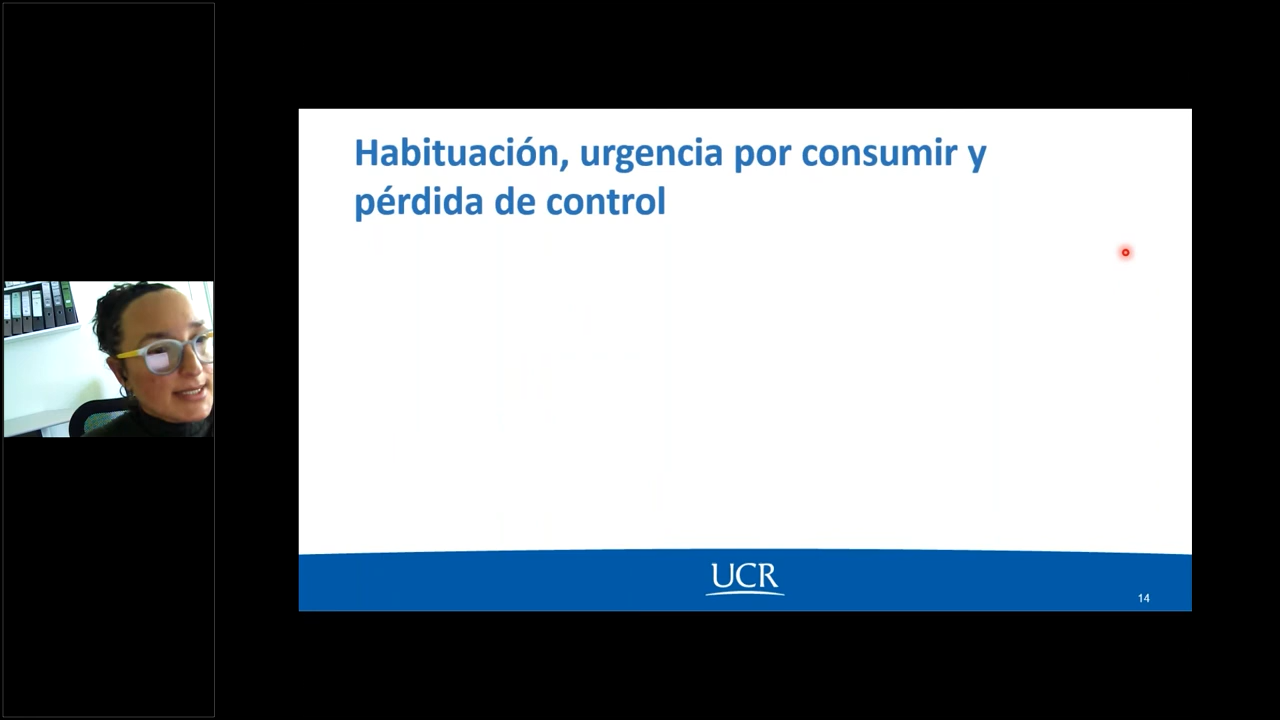 Habituación, urgencia por consumir y
pérdida de control
UCR
14